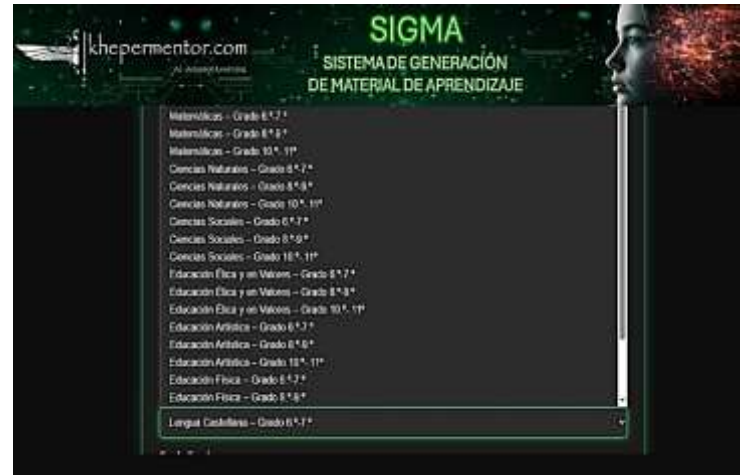 khepermentor.com
SIGMA
SISTEMA DE GENERACIÓN
DE MATERIAL DE APRENDIZAJE
Matemáticas – Grado 6°-7°
Matemáticas – Grado 8°-9°
Matemáticas – Grado 10°- 11°
Ciencias Naturales – Grado 6°-7°
Ciencias Naturales – Grado 8°-9°
Ciencias Naturales – Grado 10°- 11°
Ciencias Sociales – Grado 6°-7°
Ciencias Sociales – Grado 8°-9°
Ciencias Sociales – Grado 10°- 11°
Educación Ética y en Valores – Grado 6°-7°
Educación Ética y en Valores – Grado 8°-9°
Educación Ética y en Valores – Grado 10°- 11°
Educación Artística – Grado 6°-7°
Educación Artística – Grado 8°-9°
Educación Artística – Grado 10°- 11°
Educación Física – Grado 6°-7°
Educación Física – Grado 8°-9°
Lengua Castellana – Grado 6°-7°